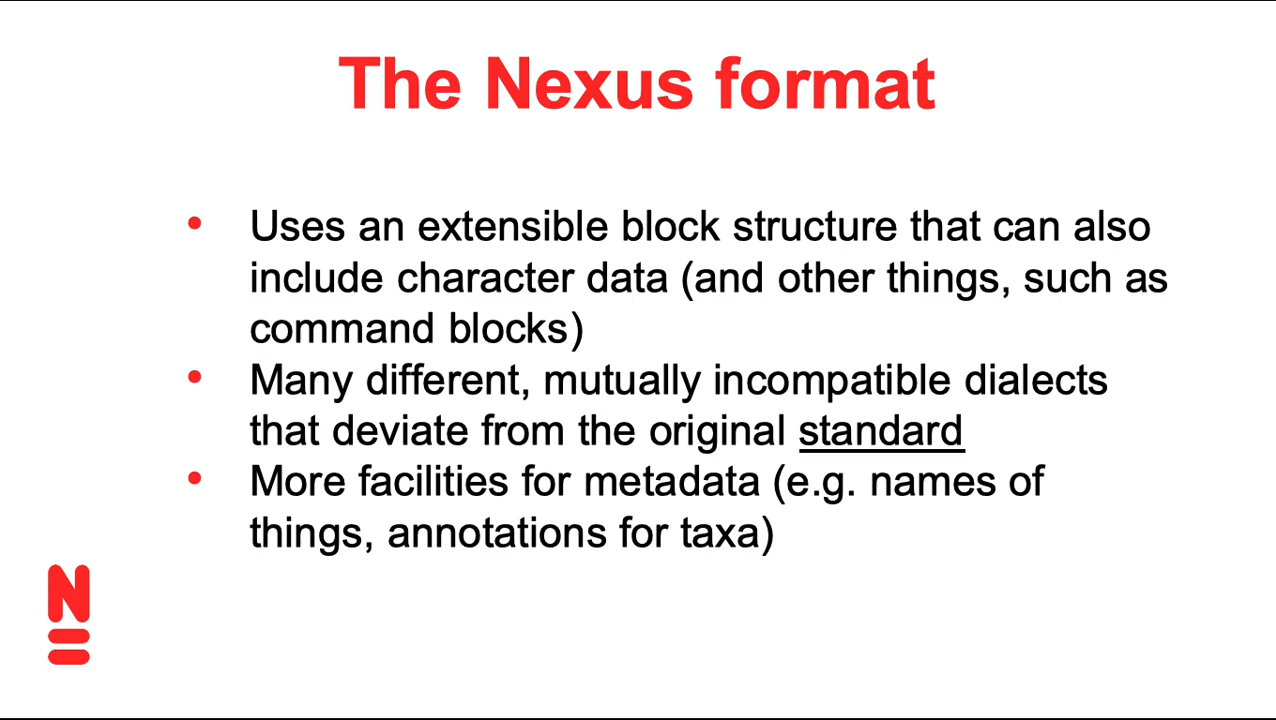 The Nexus format
• Uses an extensible block structure that can also
include character data (and other things, such as
command blocks)
• Many different, mutually incompatible dialects
that deviate from the original standard
• More facilities for metadata (e.g. names of
things, annotations for taxa)
N